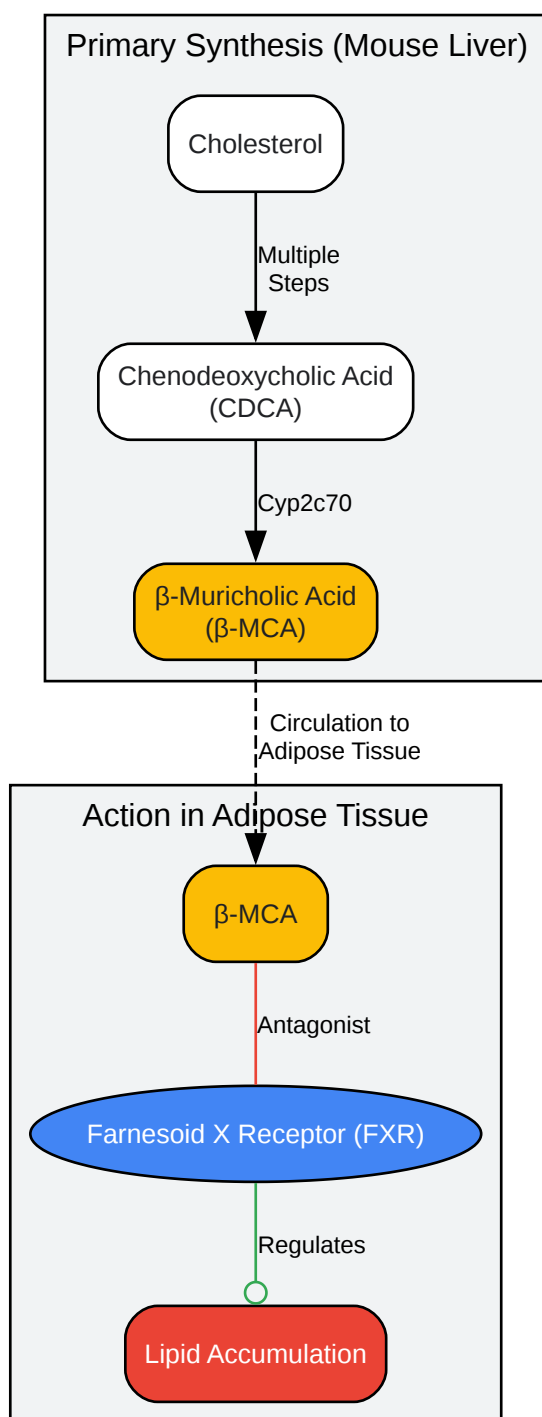 Primary Synthesis (Mouse Liver)
Cholesterol
Multiple
Steps
Chenodeoxycholic Acid
(CDCA)
Cyp2c70
β-Muricholic Acid
(β-MCA)
Circulation to
Adipose Tissue
Action in Adipose Tissue
β-MCA
Antagonist
Farnesoid X Receptor (FXR)
Regulates
Lipid Accumulation